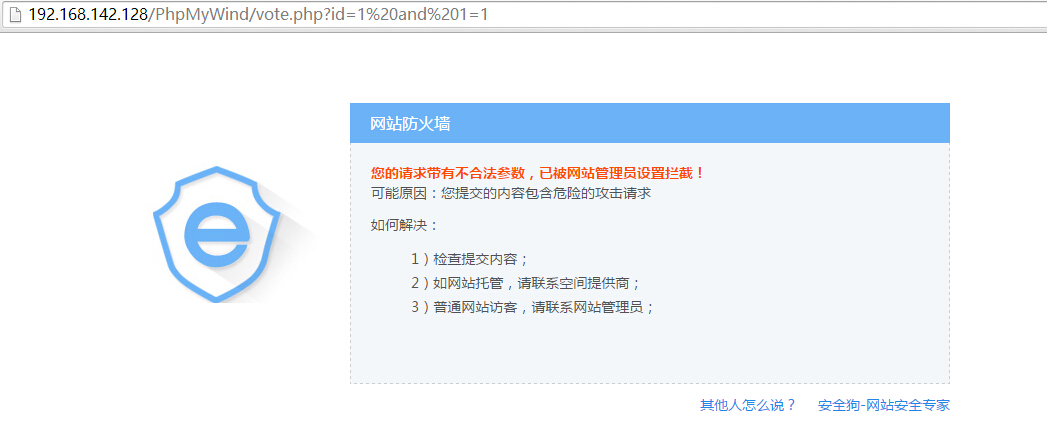 192.168.142.128/PhpMyWind/vote.php?id=1%20and%201=1
网站防火墙
您的请求带有不合法参数，已被网站管理员设置拦截！
可能原因：您提交的内容包含危险的攻击请求
如何解决：
1）检查提交内容；
2）如网站托管，请联系空间提供商；
3）普通网站访客，请联系网站管理员；
其他人怎么说？ 安全狗-网站安全专家